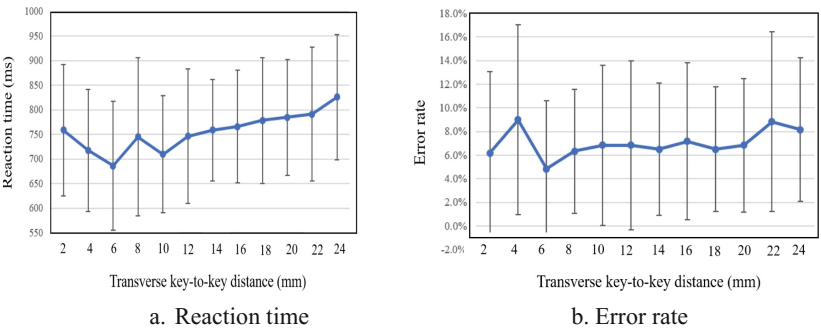 1000
950
900
850
800
750
700
650
600
550
Reaction time (ms)
2 4 6 8 10 12 14 16 18 20 22 24
Transverse key-to-key distance (mm)
a. Reaction time
18.0%
16.0%
14.0%
12.0%
10.0%
8.0%
6.0%
4.0%
2.0%
0.0%
-2.0%
Error rate
2 4 6 8 10 12 14 16 18 20 22 24
Transverse key-to-key distance (mm)
b. Error rate